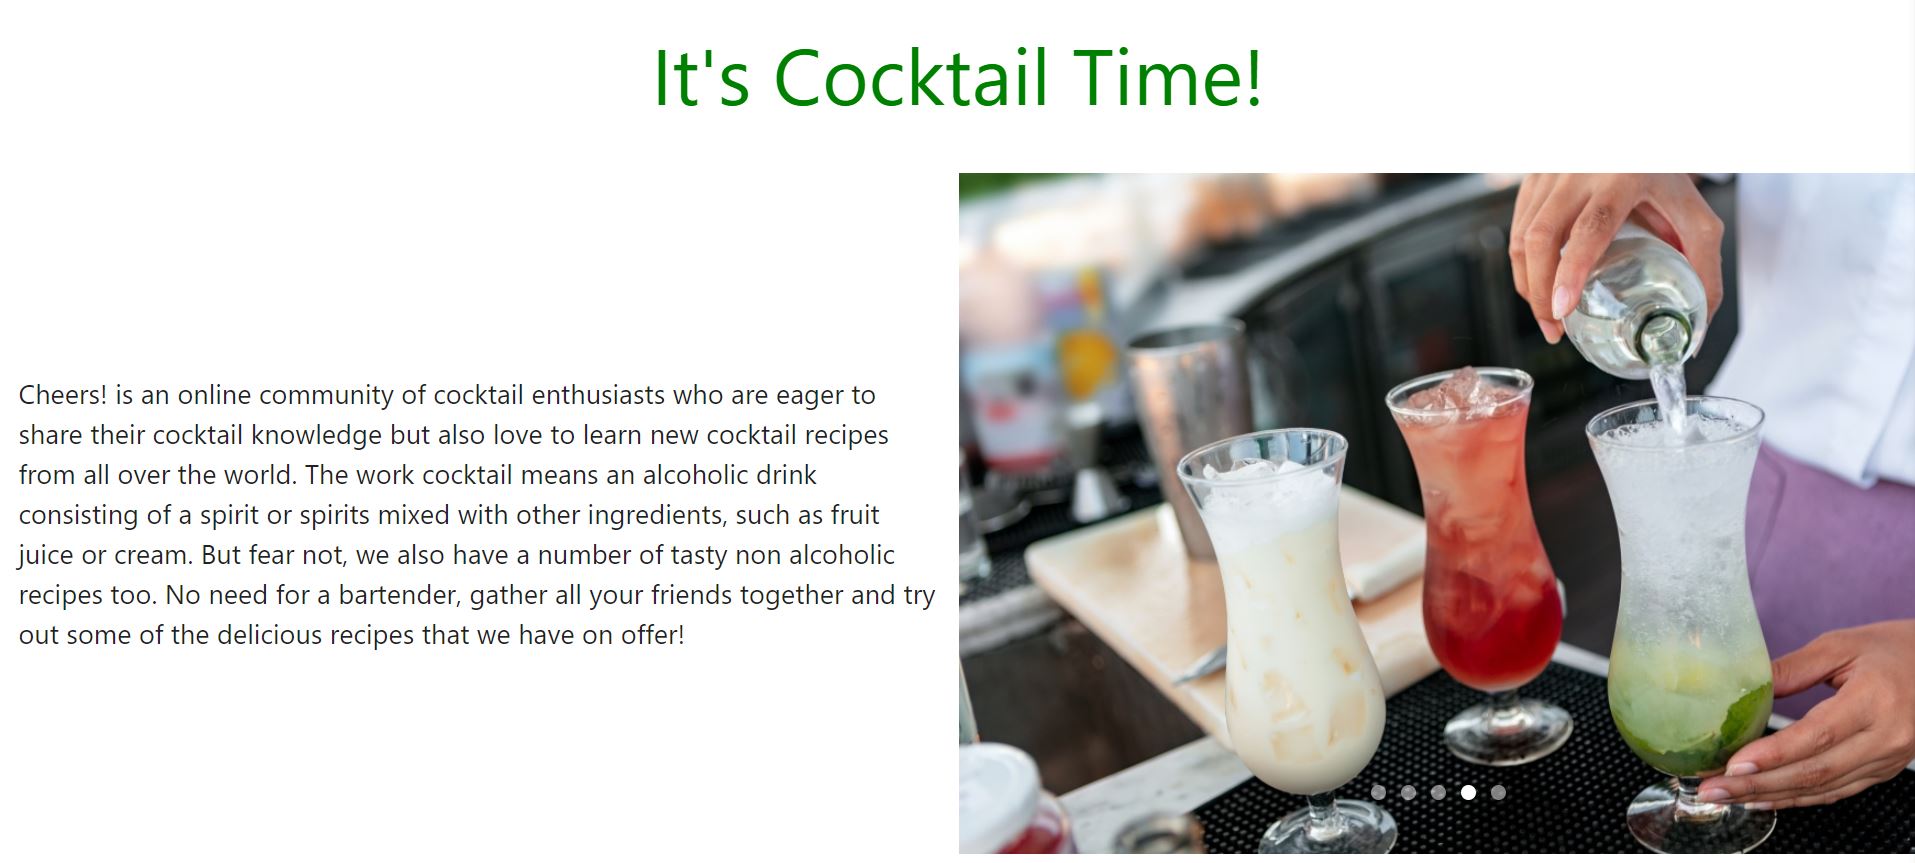 It's Cocktail Time!
Cheers! is an online community of cocktail enthusiasts who are eager to
share their cocktail knowledge but also love to learn new cocktail recipes
from all over the world. The work cocktail means an alcoholic drink
consisting of a spirit or spirits mixed with other ingredients, such as fruit
juice or cream. But fear not, we also have a number of tasty non alcoholic
recipes too. No need for a bartender, gather all your friends together and try
out some of the delicious recipes that we have on offer!